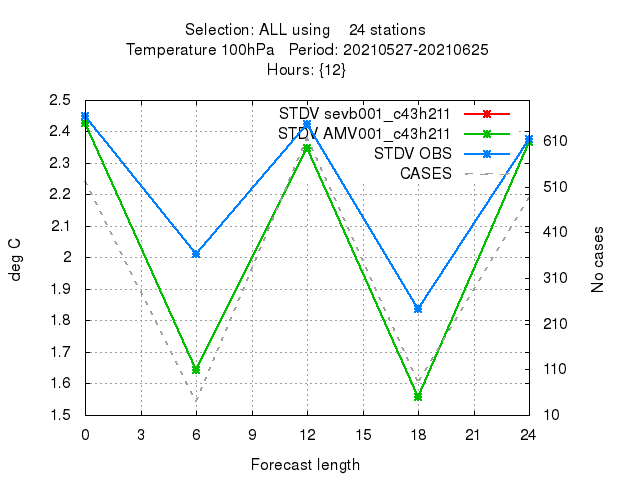 Selection: ALL using 24 stations
Temperature 100hPa Period: 20210527-20210625
Hours: {12}
STDV sevb001_c43h211
STDV AMV001_c43h211
STDV OBS
CASES
2.5
2.4
2.3
2.2
2.1
2
1.9
1.8
1.7
1.6
1.5
deg C
610
510
410
310
210
110
10
No cases
0 3 6 9 12 15 18 21 24
Forecast length